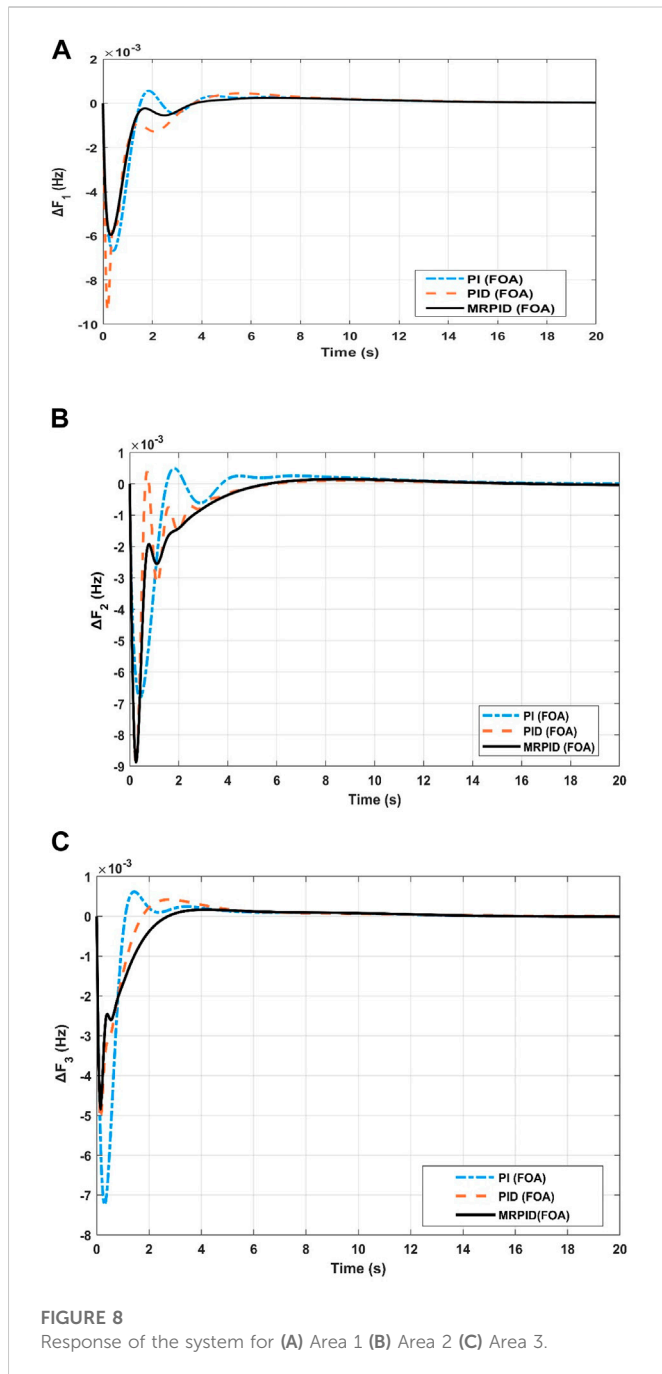 A
×10⁻³
2
0
-2
-4
-6
-8
-10
ΔF₁ (Hz)
PI (FOA)
PID (FOA)
MRPID (FOA)
0 2 4 6 8 10 12 14 16 18 20
Time (s)
B
×10⁻³
1
0
-1
-2
-3
-4
-5
-6
-7
-8
-9
ΔF₂ (Hz)
PI (FOA)
PID (FOA)
MRPID (FOA)
0 2 4 6 8 10 12 14 16 18 20
Time (s)
C
×10⁻³
1
0
-1
-2
-3
-4
-5
-6
-7
-8
ΔF₃ (Hz)
PI (FOA)
PID (FOA)
MRPID(FOA)
0 2 4 6 8 10 12 14 16 18 20
Time (s)
FIGURE 8
Response of the system for (A) Area 1 (B) Area 2 (C) Area 3.